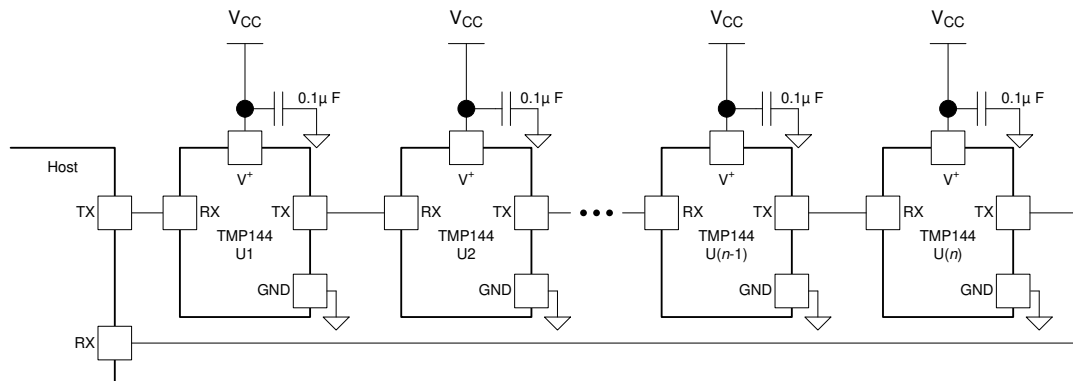 VCC VCC VCC VCC
0.1µ F 0.1µ F 0.1µ F 0.1µ F
Host
V+ V+ V+ V+
TX RX TX RX TX ••• RX TX RX TX
TMP144 TMP144 TMP144 TMP144
U1 U2 U(n-1) U(n)
GND GND GND GND
RX